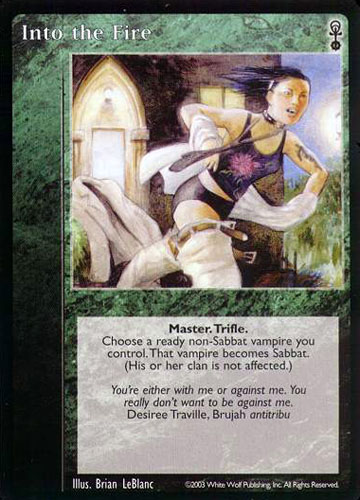 Into the Fire
Master. Trifle.
Choose a ready non-Sabbat vampire you
control. That vampire becomes Sabbat.
(His or her clan is not affected.)
You're either with me or against me. You
really don't want to be against me.
Desiree Traville, Brujah antitribu
Illus. Brian LeBlanc
©2003 White Wolf Publishing, Inc. All Rights Reserved.